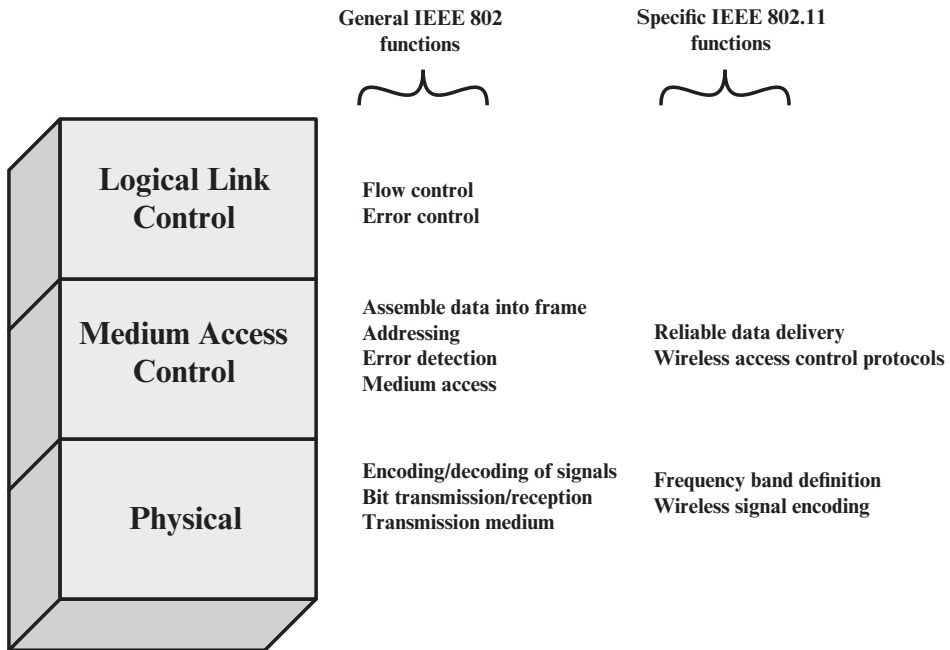 General IEEE 802
functions
Specific IEEE 802.11
functions
Logical Link
Control
Flow control
Error control
Medium Access
Control
Assemble data into frame
Addressing
Error detection
Medium access
Reliable data delivery
Wireless access control protocols
Physical
Encoding/decoding of signals
Bit transmission/reception
Transmission medium
Frequency band definition
Wireless signal encoding